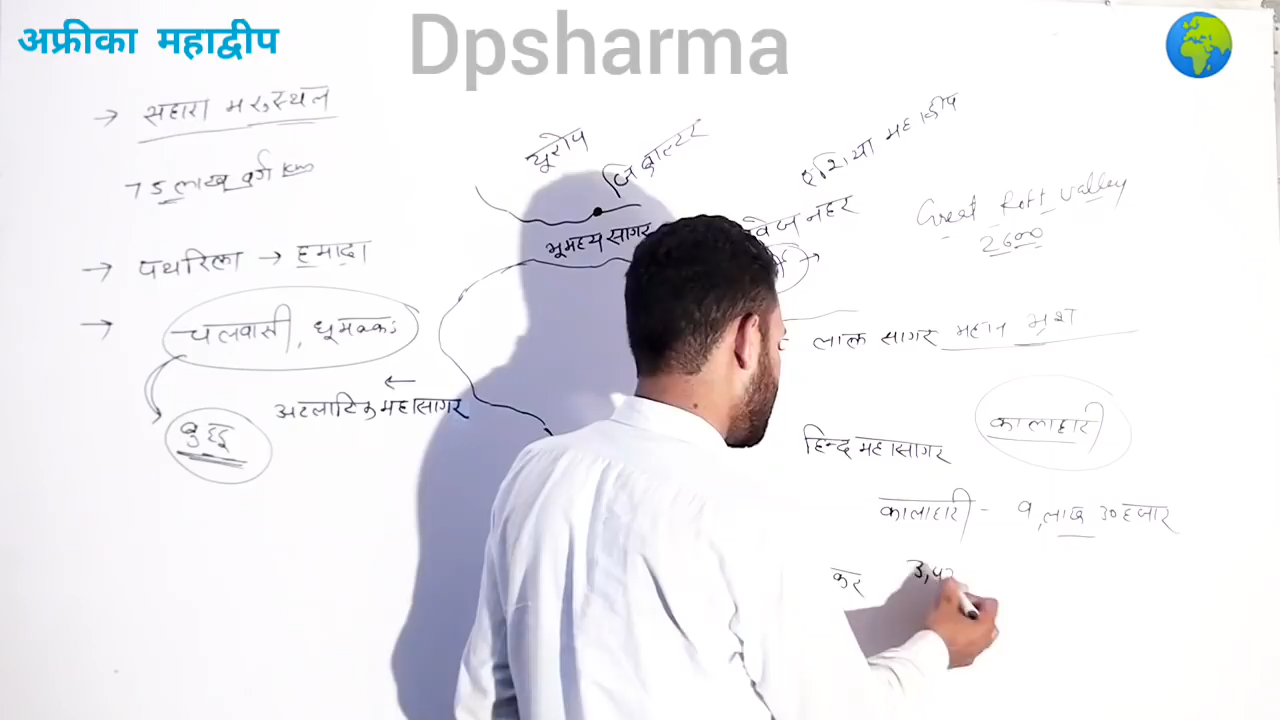 अफ्रीका महाद्वीप
Dpsharma
→ सहारा मरुस्थल
75 लाख वर्ग km
→ पथरिला → हमादा
→ चलवासी, घूमक्कड़
बुद्दू
अटलांटिक महासागर
यूरोप
जिब्राल्टर
भूमध्य सागर
एशिया महाद्वीप
स्वेज नहर
Great Rift Valley
2600
लाल सागर महान भ्रंश
कालाहारी
हिन्द महासागर
कालाहारी - 9, लाख 30 हजार